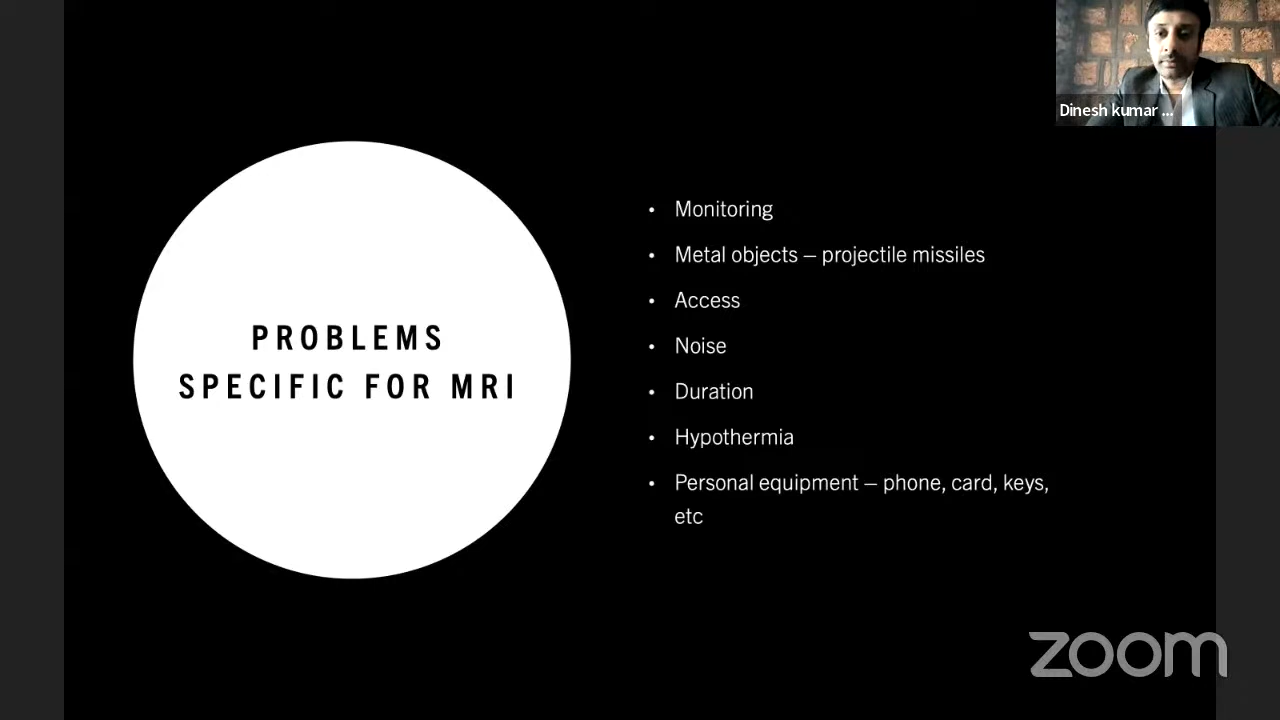 Dinesh kumar ...
PROBLEMS
SPECIFIC FOR MRI
• Monitoring
• Metal objects – projectile missiles
• Access
• Noise
• Duration
• Hypothermia
• Personal equipment – phone, card, keys,
etc
zoom